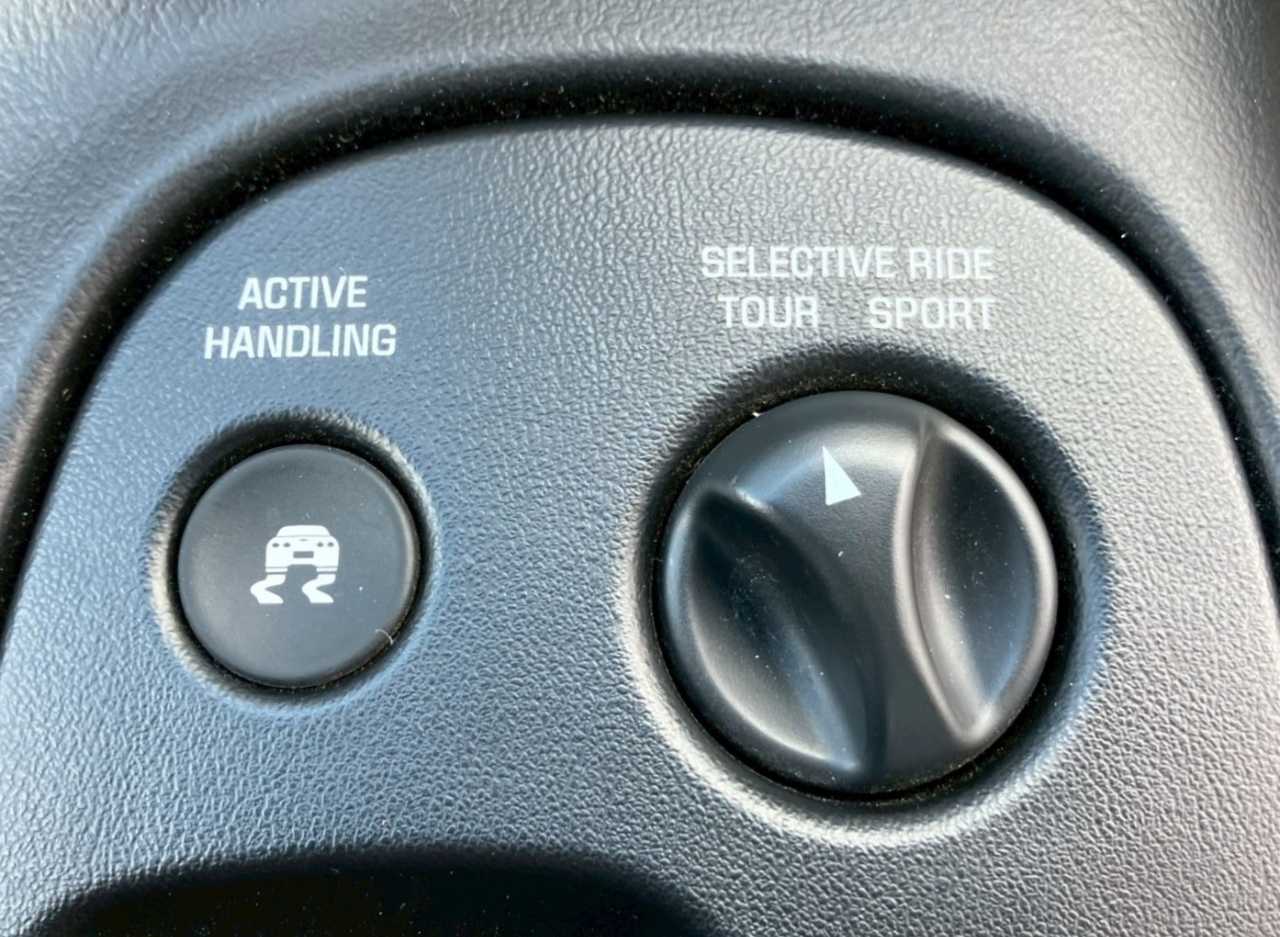 ACTIVE
HANDLING
SELECTIVE RIDE
TOUR SPORT